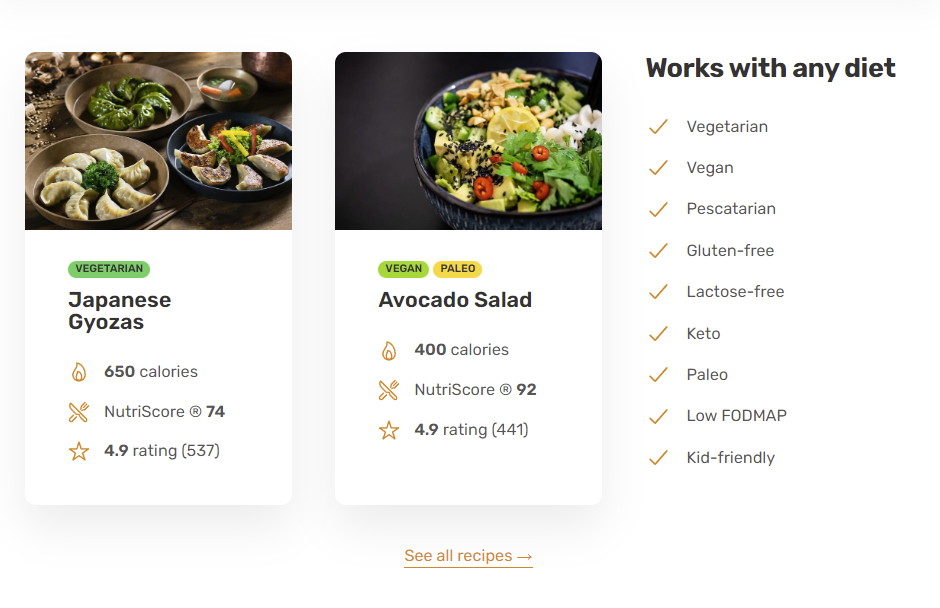 VEGETARIAN
Japanese
Gyozas
650 calories
NutriScore ® 74
4.9 rating (537)
VEGAN PALEO
Avocado Salad
400 calories
NutriScore ® 92
4.9 rating (441)
Works with any diet
Vegetarian
Vegan
Pescatarian
Gluten-free
Lactose-free
Keto
Paleo
Low FODMAP
Kid-friendly
See all recipes →